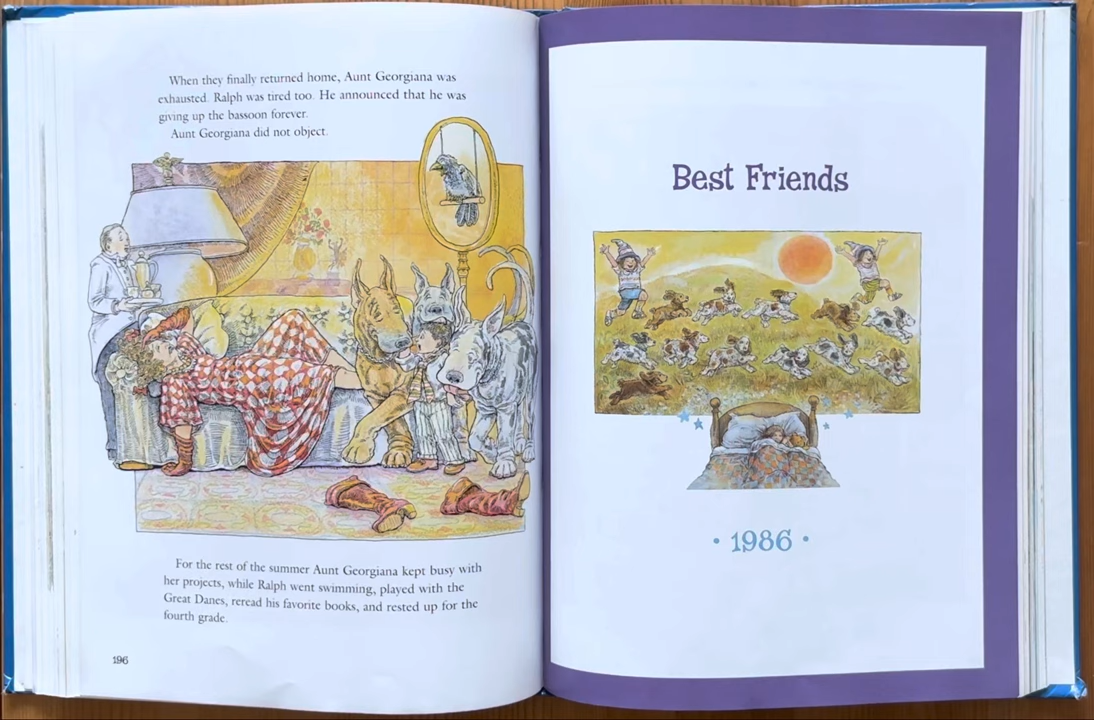 When they finally returned home, Aunt Georgiana was
exhausted. Ralph was tired too. He announced that he was
giving up the bassoon forever.
Aunt Georgiana did not object.
For the rest of the summer Aunt Georgiana kept busy with
her projects, while Ralph went swimming, played with the
Great Danes, reread his favorite books, and rested up for the
fourth grade.
196
Best Friends
• 1986 •